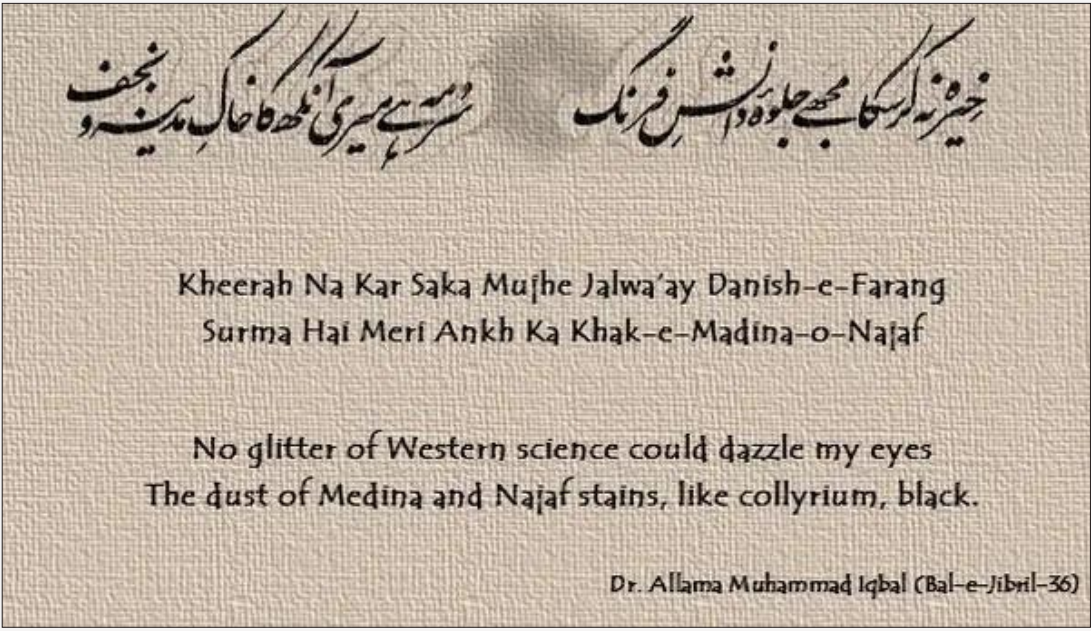 خیرہ نہ کر سکا مجھے جلوۂ دانشِ فرنگ
سرمہ ہے میری آنکھ کا خاکِ مدینہ و نجف
Kheerah Na Kar Saka Mujhe Jalwa'ay Danish-e-Farang
Surma Hai Meri Ankh Ka Khak-e-Madina-o-Najaf
No glitter of Western science could dazzle my eyes
The dust of Medina and Najaf stains, like collyrium, black.
Dr. Allama Muhammad Iqbal (Bal-e-Jibril-36)